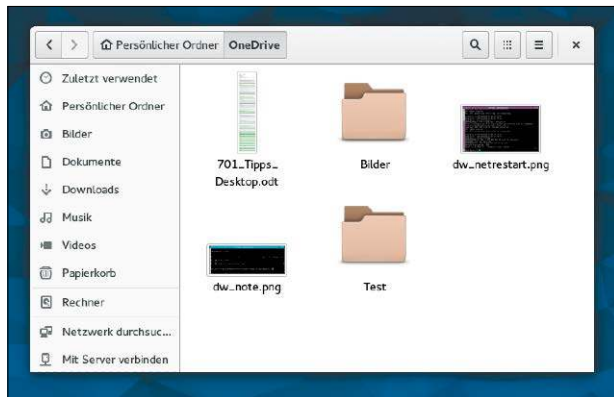 Persönlicher Ordner OneDrive
Zuletzt verwendet
Persönlicher Ordner
Bilder
Dokumente
Downloads
Musik
Videos
Papierkorb
Rechner
Netzwerk durchsuc...
Mit Server verbinden
701_Tipps_
Desktop.odt
Bilder
dw_netrestart.png
dw_note.png
Test